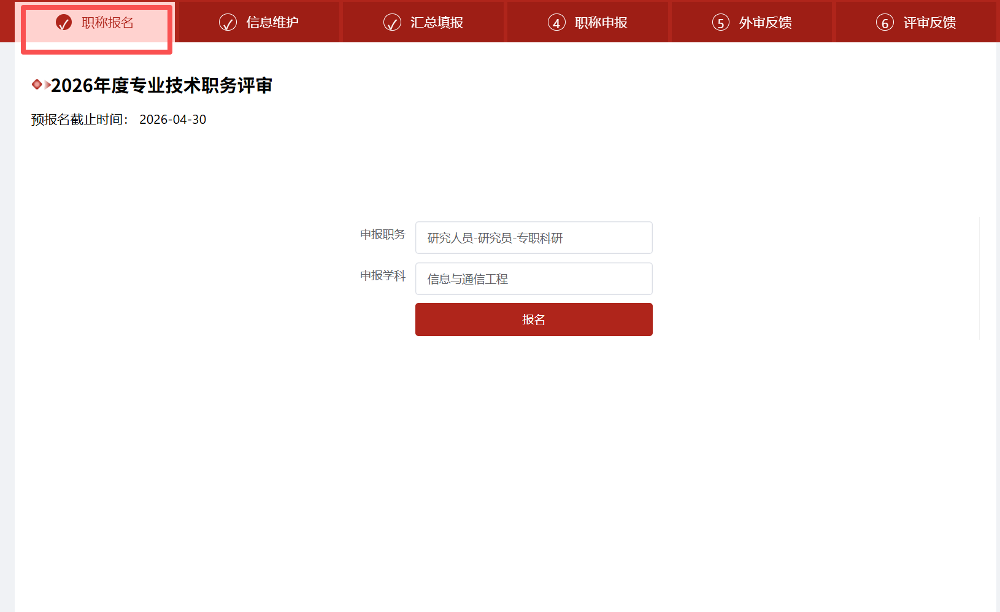 职称报名
信息维护
汇总填报
4 职称申报
5 外审反馈
6 评审反馈
2026年度专业技术职务评审
预报名截止时间： 2026-04-30
申报职务 研究人员-研究员-专职科研
申报学科 信息与通信工程
报名